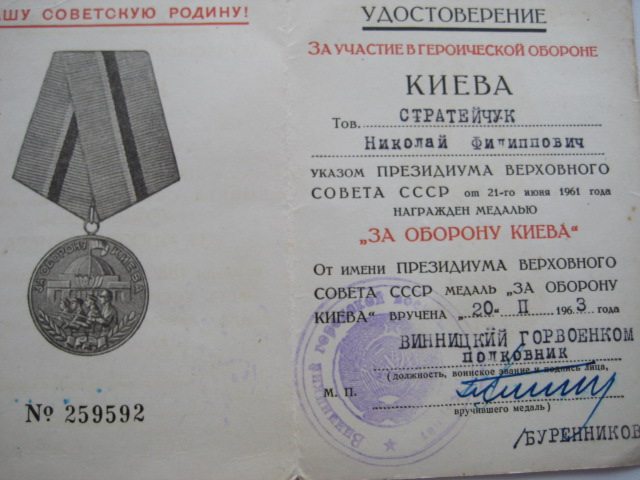 АШУ СОВЕТСКУЮ РОДИНУ!
ЗА ОБОРОНУ КИЕВА
№ 259592
УДОСТОВЕРЕНИЕ
ЗА УЧАСТИЕ В ГЕРОИЧЕСКОЙ ОБОРОНЕ
КИЕВА
Тов. СТРАТЕЙЧУК
Николай Филиппович
УКАЗОМ ПРЕЗИДИУМА ВЕРХОВНОГО
СОВЕТА СССР от 21-го июня 1961 года
НАГРАЖДЕН МЕДАЛЬЮ
„ЗА ОБОРОНУ КИЕВА“
ОТ ИМЕНИ ПРЕЗИДИУМА ВЕРХОВНОГО
СОВЕТА СССР МЕДАЛЬ „ЗА ОБОРОНУ
КИЕВА“ ВРУЧЕНА „20“ II 1963 года
ВИННИЦКИЙ ГОРВОЕНКОМ
полковник
(должность, воинское звание и подпись лица,
М. П.
вручившего медаль)
/БУРЕННИКОВ
Винницкий городской